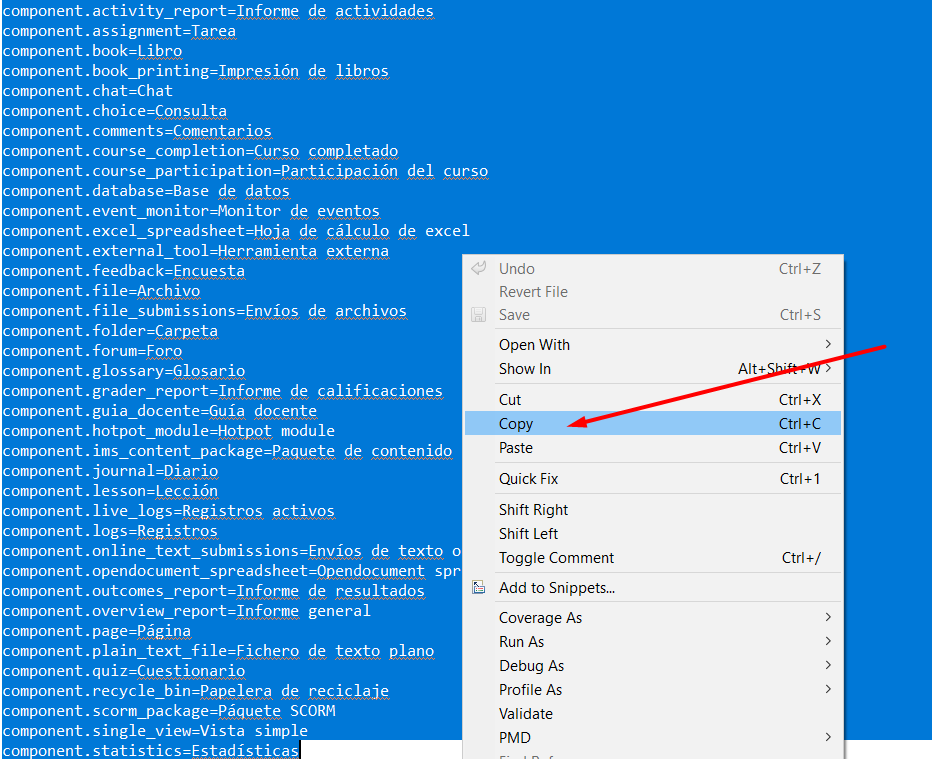 component.activity_report=Informe de actividades
component.assignment=Tarea
component.book=Libro
component.book_printing=Impresión de libros
component.chat=Chat
component.choice=Consulta
component.comments=Comentarios
component.course_completion=Curso completado
component.course_participation=Participación del curso
component.database=Base de datos
component.event_monitor=Monitor de eventos
component.excel_spreadsheet=Hoja de cálculo de excel
component.external_tool=Herramienta externa
component.feedback=Encuesta
component.file=Archivo
component.file_submissions=Envíos de archivos
component.folder=Carpeta
component.forum=Foro
component.glossary=Glosario
component.grader_report=Informe de calificaciones
component.guia_docente=Guía docente
component.hotpot_module=Hotpot module
component.ims_content_package=Paquete de contenido
component.journal=Diario
component.lesson=Lección
component.live_logs=Registros activos
component.logs=Registros
component.online_text_submissions=Envíos de texto o
component.opendocument_spreadsheet=Opendocument spr
component.outcomes_report=Informe de resultados
component.overview_report=Informe general
component.page=Página
component.plain_text_file=Fichero de texto plano
component.quiz=Cuestionario
component.recycle_bin=Papelera de reciclaje
component.scorm_package=Páquete SCORM
component.single_view=Vista simple
component.statistics=Estadísticas
Undo Ctrl+Z
Revert File
Save Ctrl+S
Open With
Show In Alt+Shift+W
Cut Ctrl+X
Copy Ctrl+C
Paste Ctrl+V
Quick Fix Ctrl+1
Shift Right
Shift Left
Toggle Comment Ctrl+/
Add to Snippets...
Coverage As
Run As
Debug As
Profile As
Validate
PMD